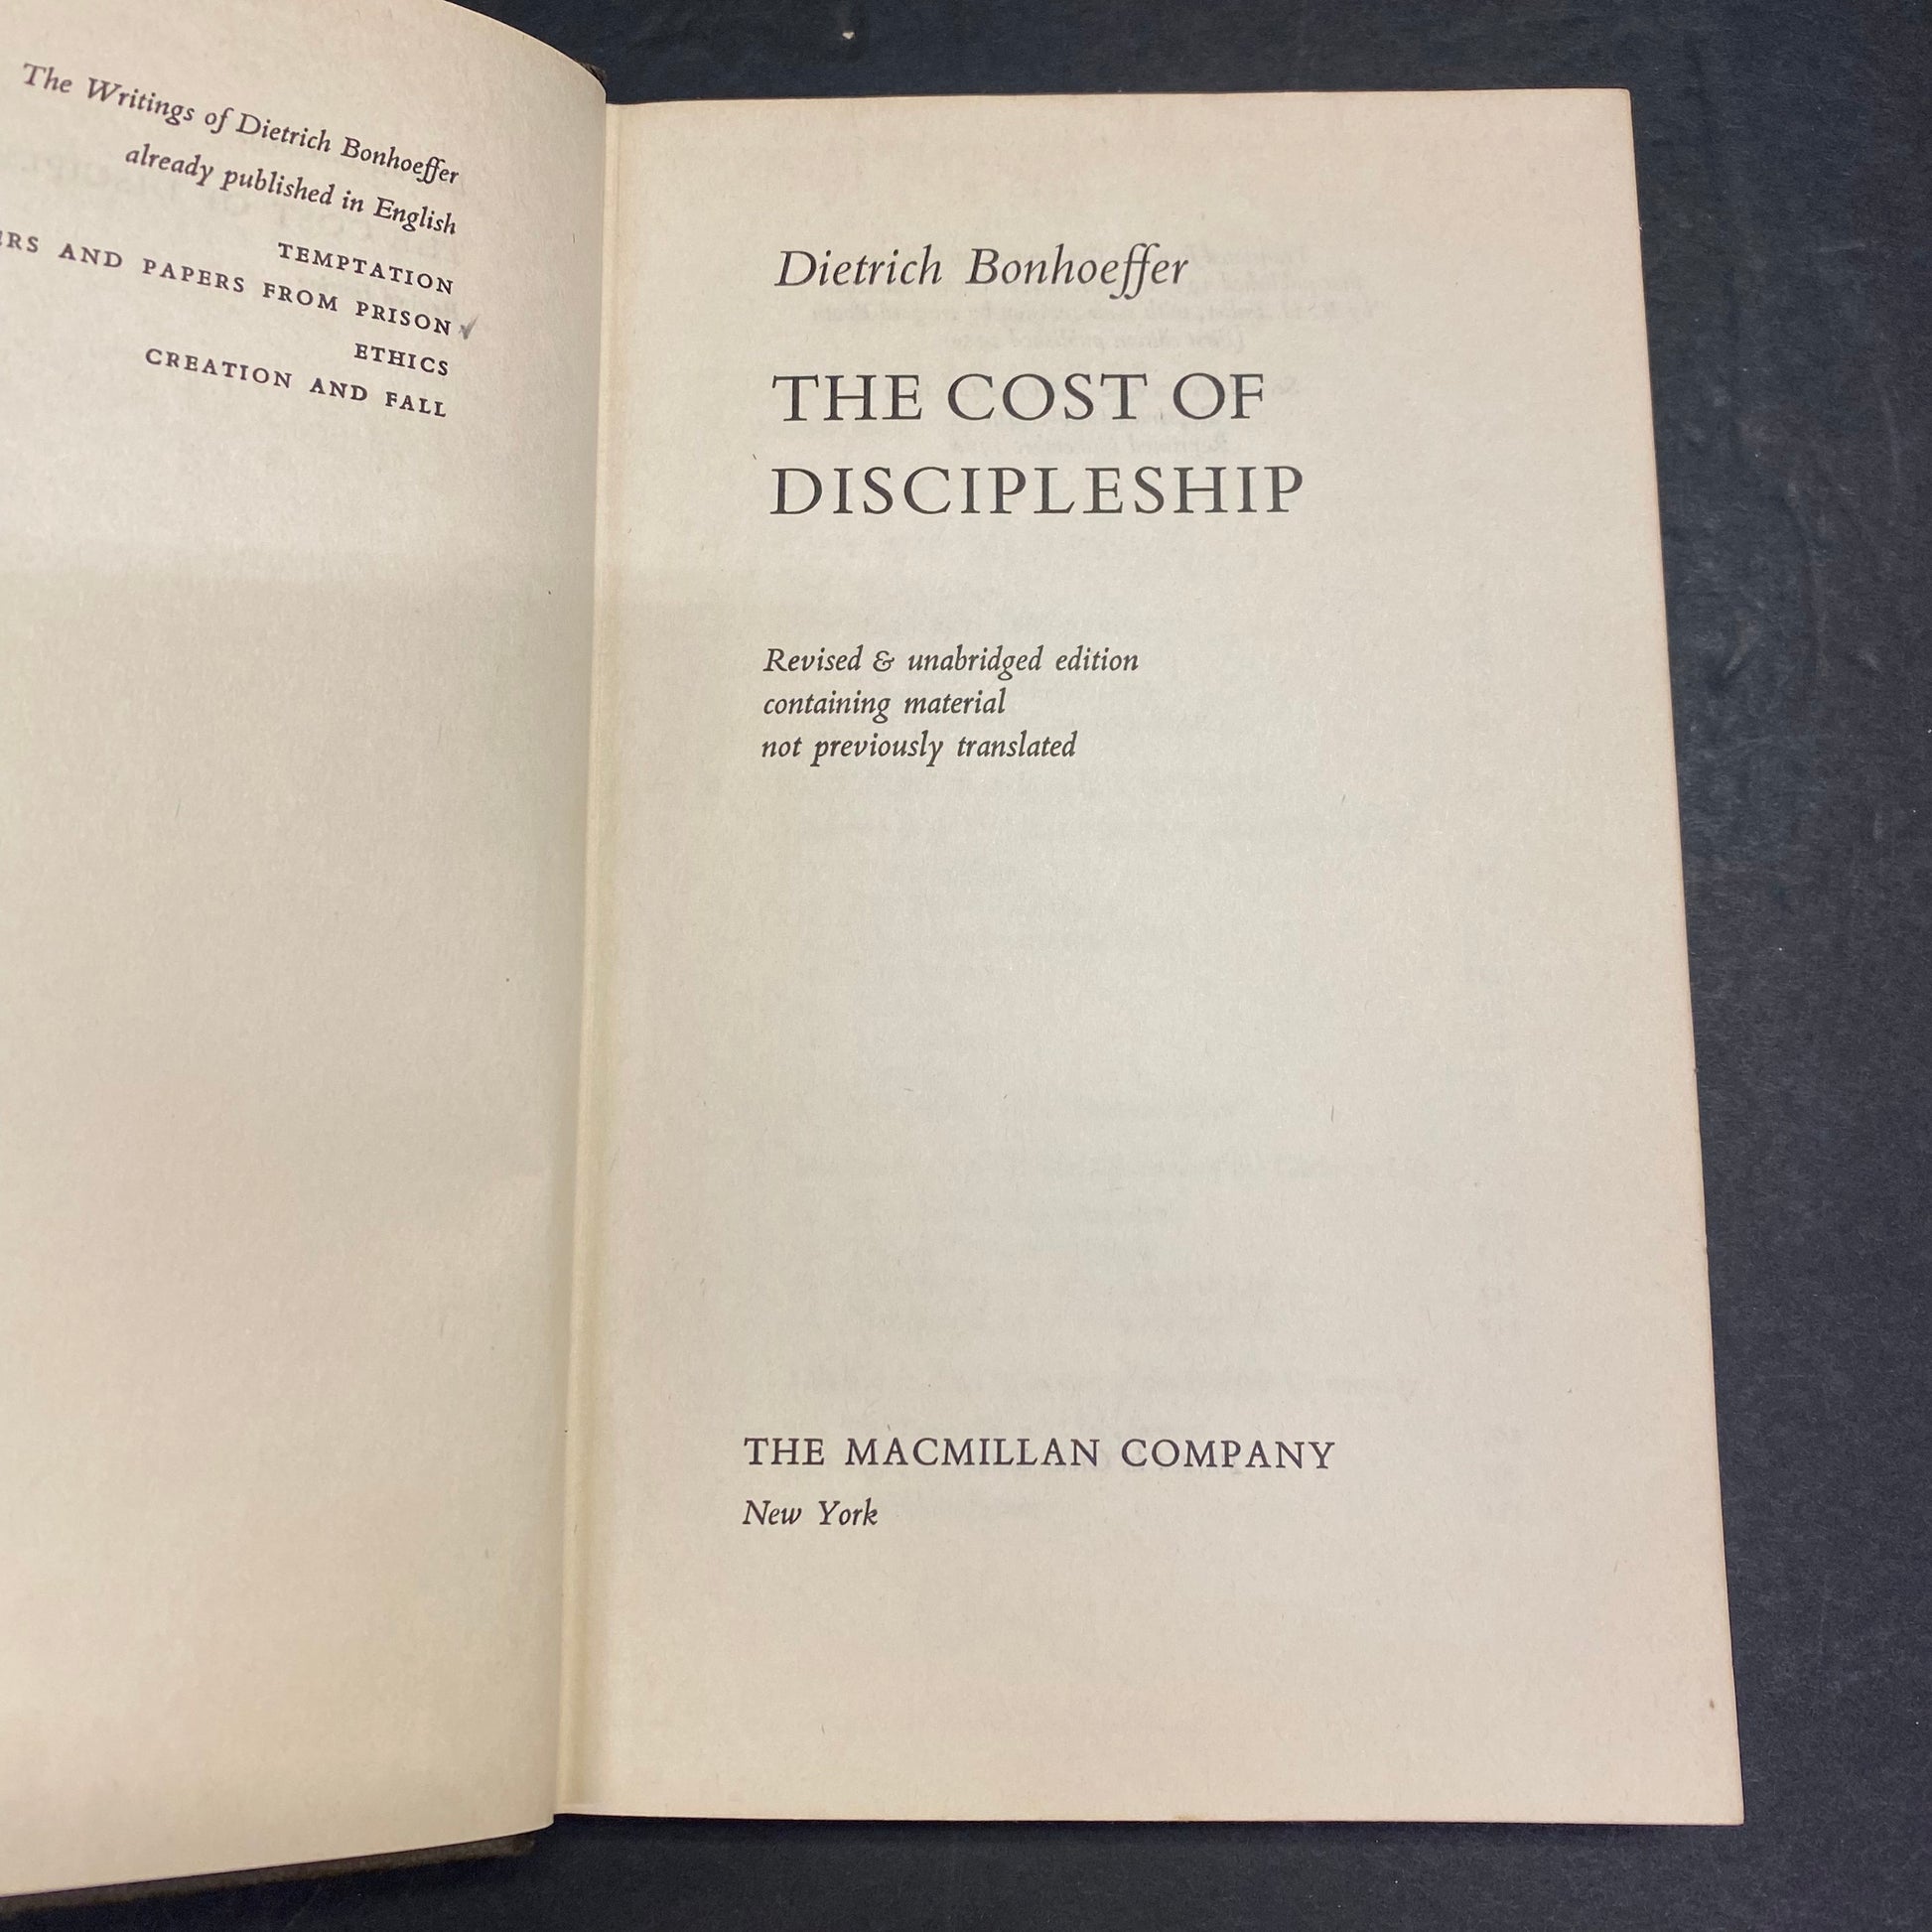 The Writings of Dietrich Bonhoeffer
already published in English
TEMPTATION
AND PAPERS FROM PRISON
ETHICS
CREATION AND FALL
Dietrich Bonhoeffer
THE COST OF
DISCIPLESHIP
Revised & unabridged edition
containing material
not previously translated
THE MACMILLAN COMPANY
New York